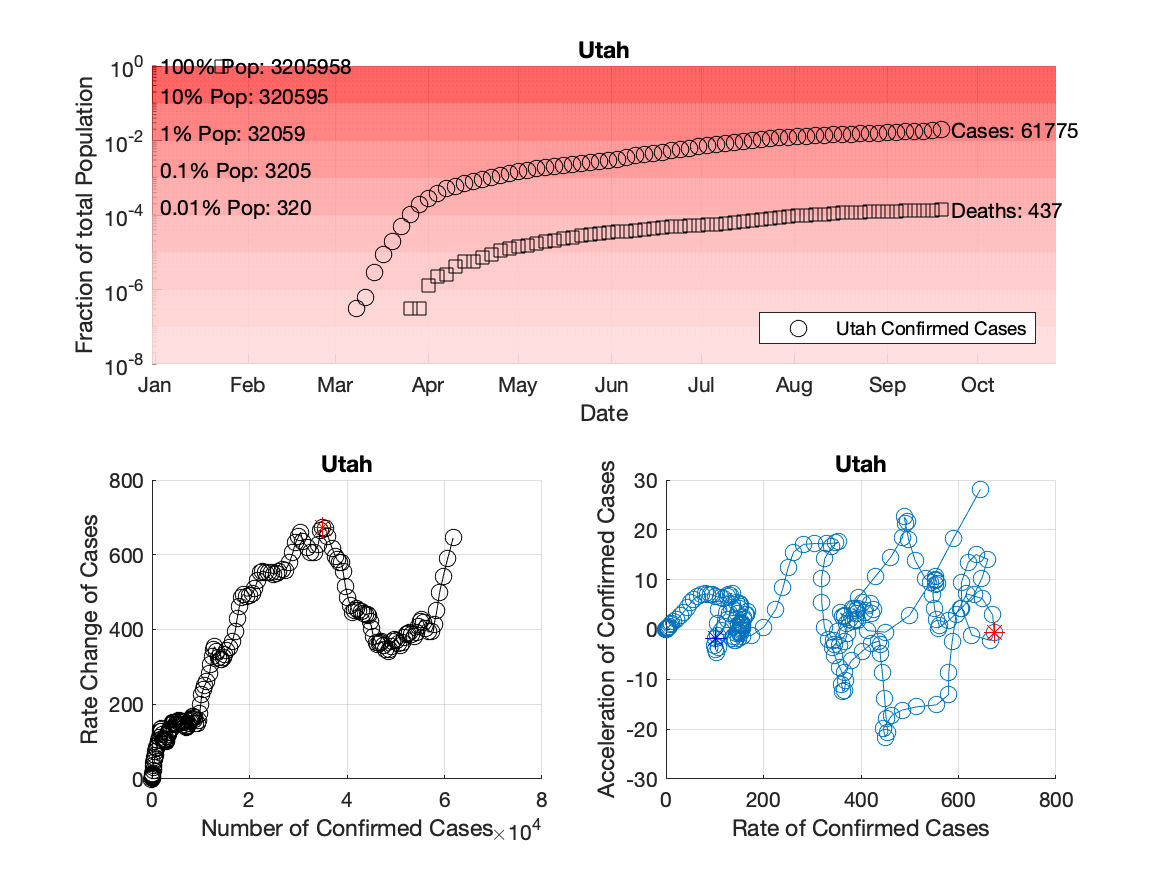 Utah
10^0
10^-2
10^-4
10^-6
10^-8
Fraction of total Population
100% Pop: 3205958
10% Pop: 320595
1% Pop: 32059
0.1% Pop: 3205
0.01% Pop: 320
Cases: 61775
Deaths: 437
Utah Confirmed Cases
Jan Feb Mar Apr May Jun Jul Aug Sep Oct
Date
Utah
800
600
400
200
0
Rate Change of Cases
0 2 4 6 8
Number of Confirmed Cases ×10^4
Utah
30
20
10
0
-10
-20
-30
Acceleration of Confirmed Cases
0 200 400 600 800
Rate of Confirmed Cases